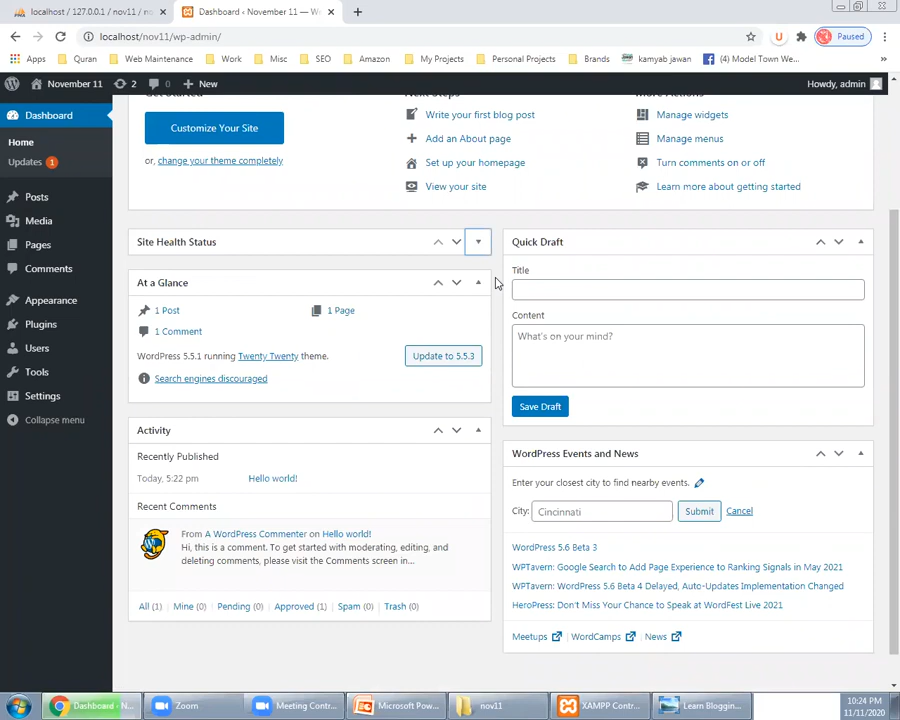 localhost / 127.0.0.1 / nov11 / no
Dashboard ‹ November 11 — W
localhost/nov11/wp-admin/
Paused
Apps
Quran
Web Maintenance
Work
Misc
SEO
Amazon
My Projects
Personal Projects
Brands
kamyab jawan
(4) Model Town We...
November 11
2
0
New
Howdy, admin
Dashboard
Home
Updates 1
Posts
Media
Pages
Comments
Appearance
Plugins
Users
Tools
Settings
Collapse menu
Get Started
Next Steps
More Actions
Customize Your Site
or, change your theme completely
Write your first blog post
Add an About page
Set up your homepage
View your site
Manage widgets
Manage menus
Turn comments on or off
Learn more about getting started
Site Health Status
At a Glance
1 Post
1 Page
1 Comment
WordPress 5.5.1 running Twenty Twenty theme.
Update to 5.5.3
Search engines discouraged
Activity
Recently Published
Today, 5:22 pm
Hello world!
Recent Comments
From A WordPress Commenter on Hello world!
Hi, this is a comment. To get started with moderating, editing, and
deleting comments, please visit the Comments screen in...
All (1) | Mine (0) | Pending (0) | Approved (1) | Spam (0) | Trash (0)
Quick Draft
Title
Content
What's on your mind?
Save Draft
WordPress Events and News
Enter your closest city to find nearby events.
City:
Cincinnati
Submit
Cancel
WordPress 5.6 Beta 3
WPTavern: Google Search to Add Page Experience to Ranking Signals in May 2021
WPTavern: WordPress 5.6 Beta 4 Delayed, Auto-Updates Implementation Changed
HeroPress: Don't Miss Your Chance to Speak at WordFest Live 2021
Meetups | WordCamps | News
Dashboard - N...
Zoom
Meeting Contr...
Microsoft Pow...
nov11
XAMPP Contr...
Learn Bloggin...
10:24 PM
11/11/2020